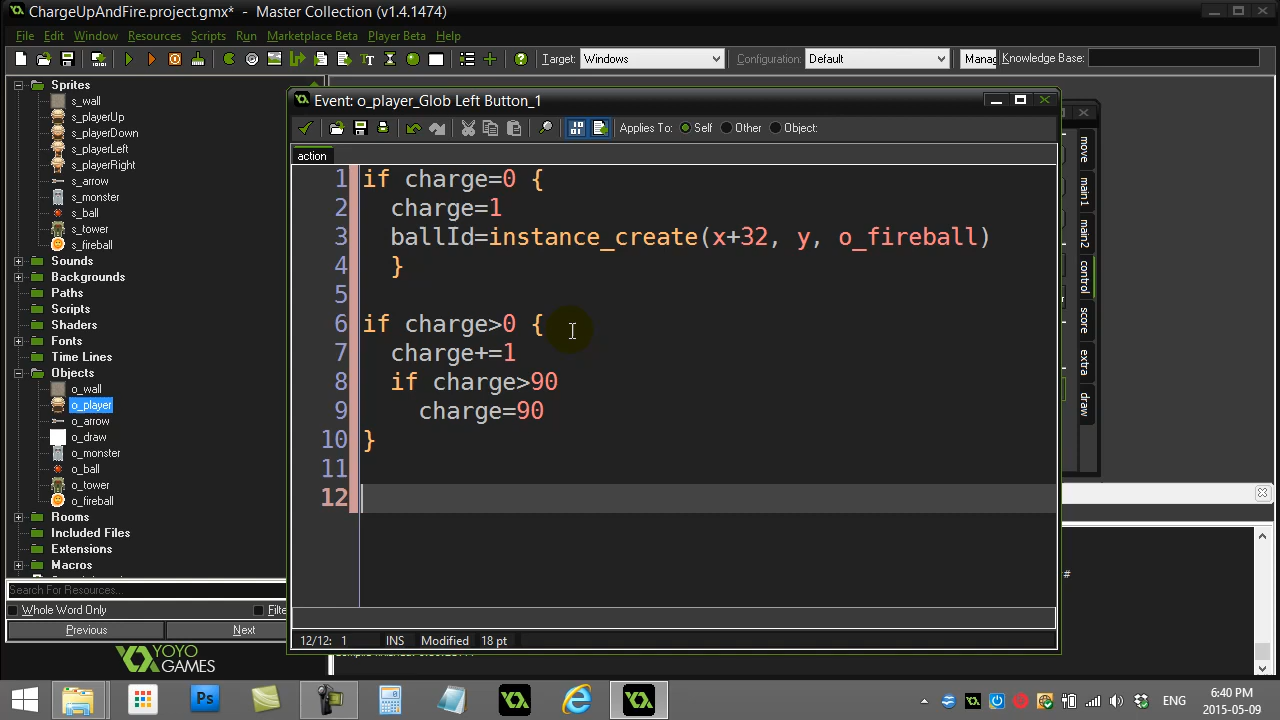 ChargeUpAndFire.project.gmx* - Master Collection (v1.4.1474)
File Edit Window Resources Scripts Run Marketplace Beta Player Beta Help
Target: Windows Configuration: Default Manag Knowledge Base:
Sprites
s_wall
s_playerUp
s_playerDown
s_playerLeft
s_playerRight
s_arrow
s_monster
s_ball
s_tower
s_fireball
Sounds
Backgrounds
Paths
Scripts
Shaders
Fonts
Time Lines
Objects
o_wall
o_player
o_arrow
o_draw
o_monster
o_ball
o_tower
o_fireball
Rooms
Included Files
Extensions
Macros
Search For Resources...
Whole Word Only Filte
Previous Next
YOYO
GAMES
Event: o_player_Glob Left Button_1
Applies To: Self Other Object:
action
1 if charge=0 {
2 charge=1
3 ballId=instance_create(x+32, y, o_fireball)
4 }
5
6 if charge>0 {
7 charge+=1
8 if charge>90
9 charge=90
10 }
11
12
12/12: 1 INS Modified 18 pt
move
main1
main2
control
score
extra
draw
#
ENG
6:40 PM
2015-05-09